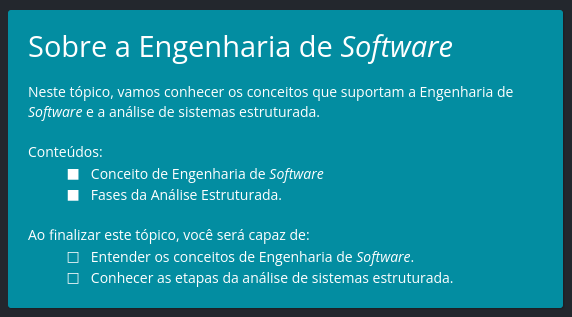 Sobre a Engenharia de Software
Neste tópico, vamos conhecer os conceitos que suportam a Engenharia de
Software e a análise de sistemas estruturada.
Conteúdos:
■ Conceito de Engenharia de Software
■ Fases da Análise Estruturada.
Ao finalizar este tópico, você será capaz de:
□ Entender os conceitos de Engenharia de Software.
□ Conhecer as etapas da análise de sistemas estruturada.